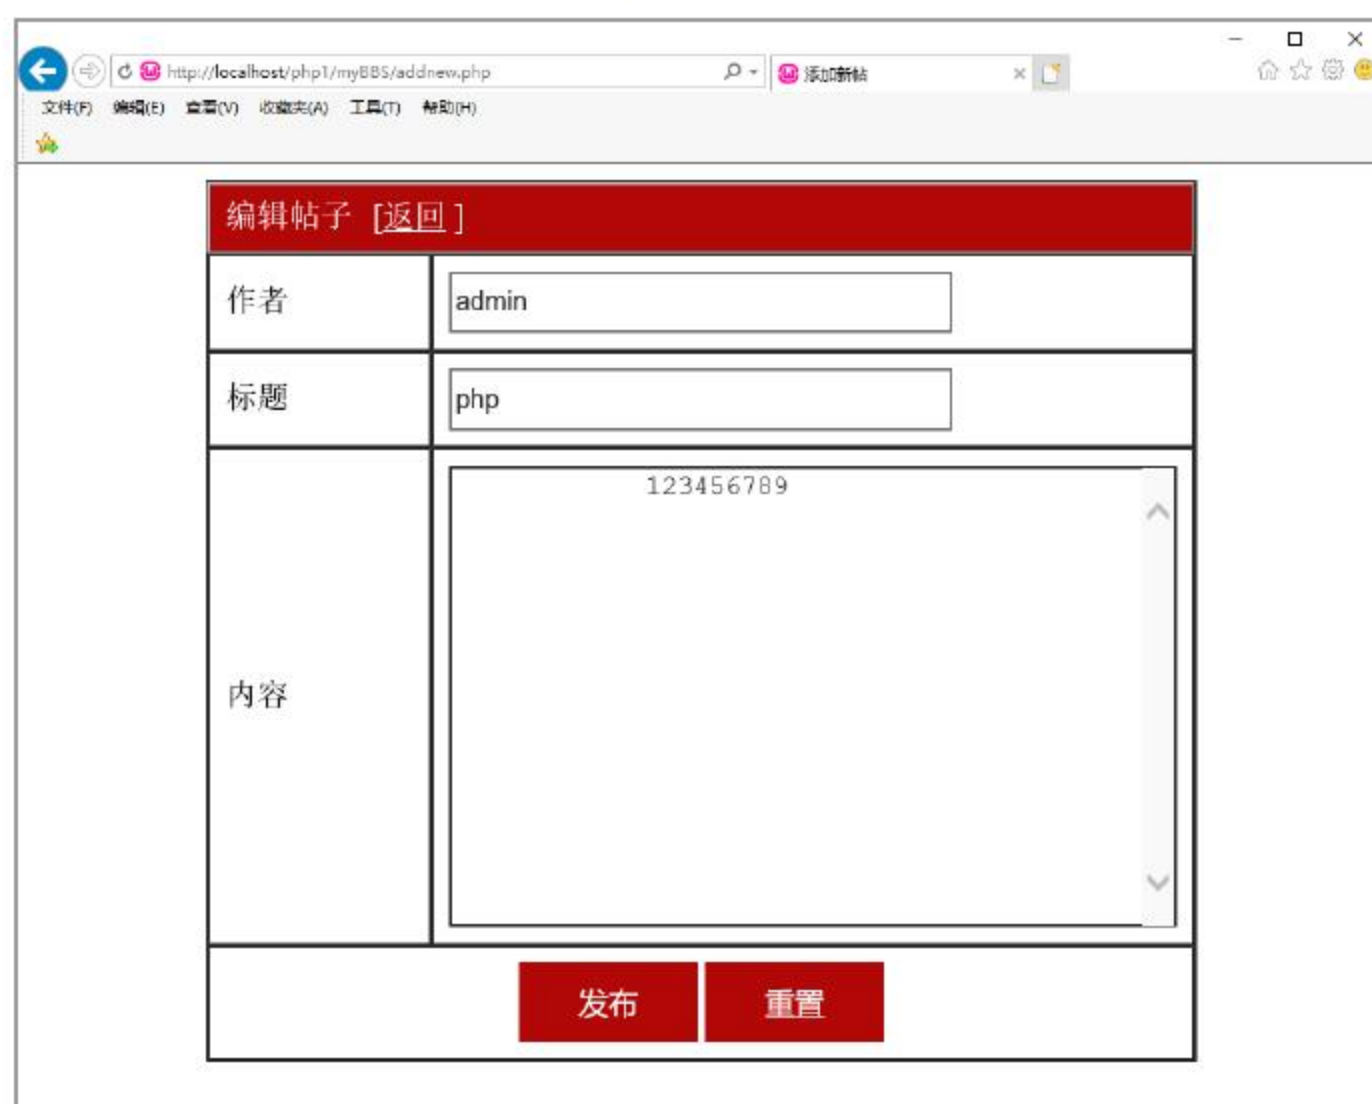 http://localhost/php1/myBBS/addnew.php
添加新帖
文件(F) 编辑(E) 查看(V) 收藏夹(A) 工具(T) 帮助(H)
编辑帖子 [返回 ]
作者
admin
标题
php
内容
123456789
发布
重置